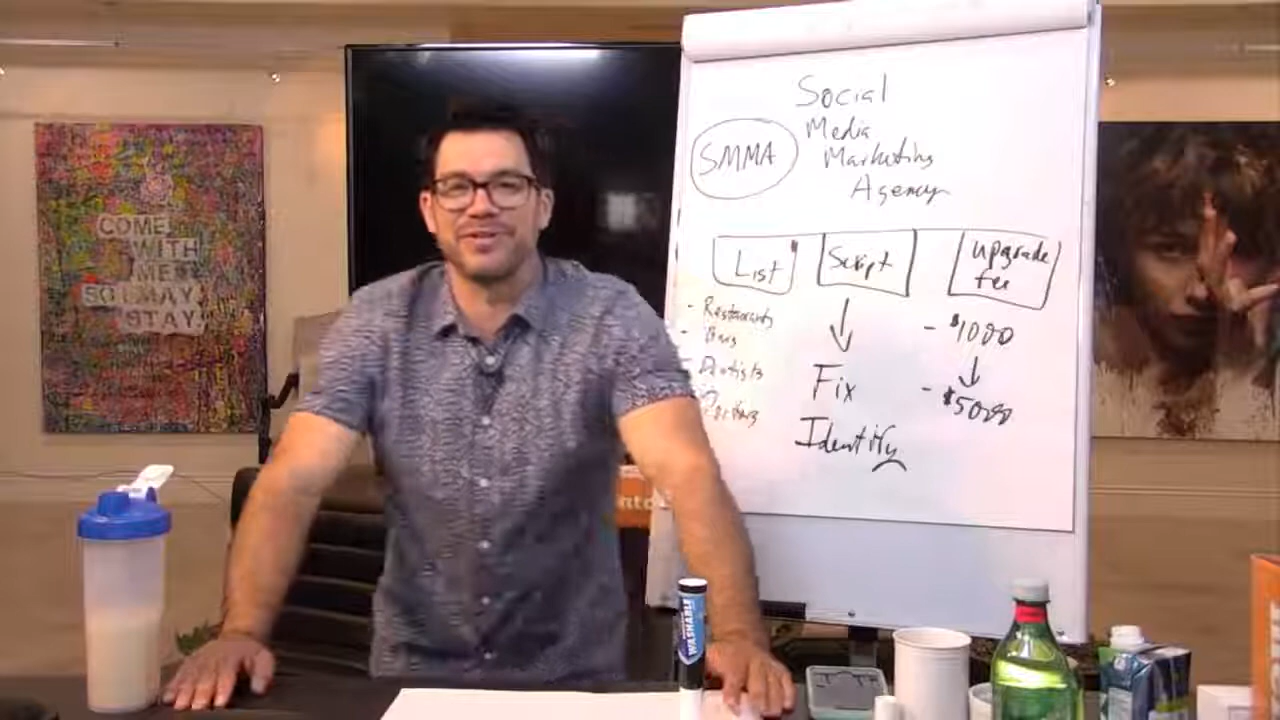 COME
WITH
ME
SO I MAY
STAY.
Social
Media
SMMA
Marketing
Agency
List
Script
upgrade
fee
- Restaurants
- Bars
- Dentists
Fix
Identify
- $1000
- $5000
WASHABLE